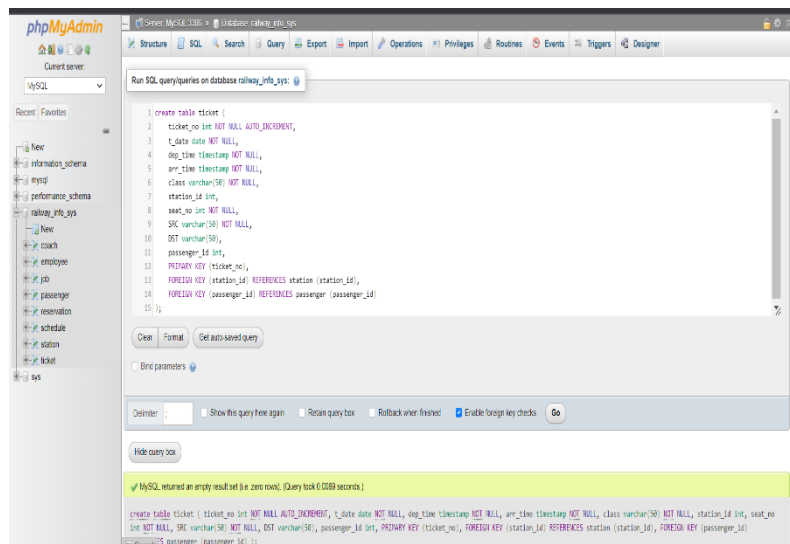 phpMyAdmin
Server: MySQL:3306 » Database: railway_info_sys
Structure SQL Search Query Export Import Operations Privileges Routines Events Triggers Designer
Current server:
MySQL
Recent Favorites
New
information_schema
mysql
performance_schema
railway_info_sys
New
coach
employee
job
passenger
reservation
schedule
station
ticket
sys
Run SQL query/queries on database railway_info_sys:
1 create table ticket (
2 ticket_no int NOT NULL AUTO_INCREMENT,
3 t_date date NOT NULL,
4 dep_time timestamp NOT NULL,
5 arr_time timestamp NOT NULL,
6 class varchar(50) NOT NULL,
7 station_id int,
8 seat_no int NOT NULL,
9 SRC varchar(50) NOT NULL,
10 DST varchar(50),
11 passenger_id int,
12 PRIMARY KEY (ticket_no),
13 FOREIGN KEY (station_id) REFERENCES station (station_id),
14 FOREIGN KEY (passenger_id) REFERENCES passenger (passenger_id)
15 );
Clear Format Get auto-saved query
Bind parameters
Delimiter ; Show this query here again Retain query box Rollback when finished Enable foreign key checks Go
Hide query box
MySQL returned an empty result set (i.e. zero rows). (Query took 0.0089 seconds.)
create table ticket ( ticket_no int NOT NULL AUTO_INCREMENT, t_date date NOT NULL, dep_time timestamp NOT NULL, arr_time timestamp NOT NULL, class varchar(50) NOT NULL, station_id int, seat_no
int NOT NULL, SRC varchar(50) NOT NULL, DST varchar(50), passenger_id int, PRIMARY KEY (ticket_no), FOREIGN KEY (station_id) REFERENCES station (station_id), FOREIGN KEY (passenger_id)
passenger (passenger_id) );